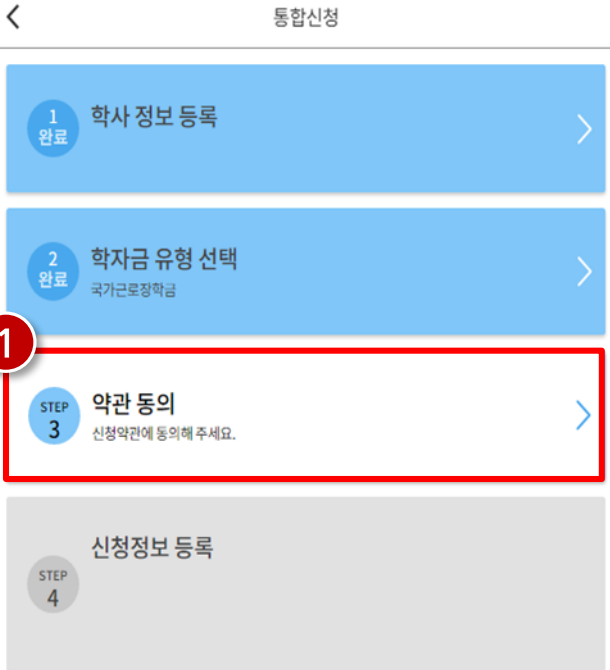 통합신청
1
완료
학사 정보 등록
2
완료
학자금 유형 선택
국가근로장학금
1
STEP
3
약관 동의
신청약관에 동의해 주세요.
신청정보 등록
STEP
4